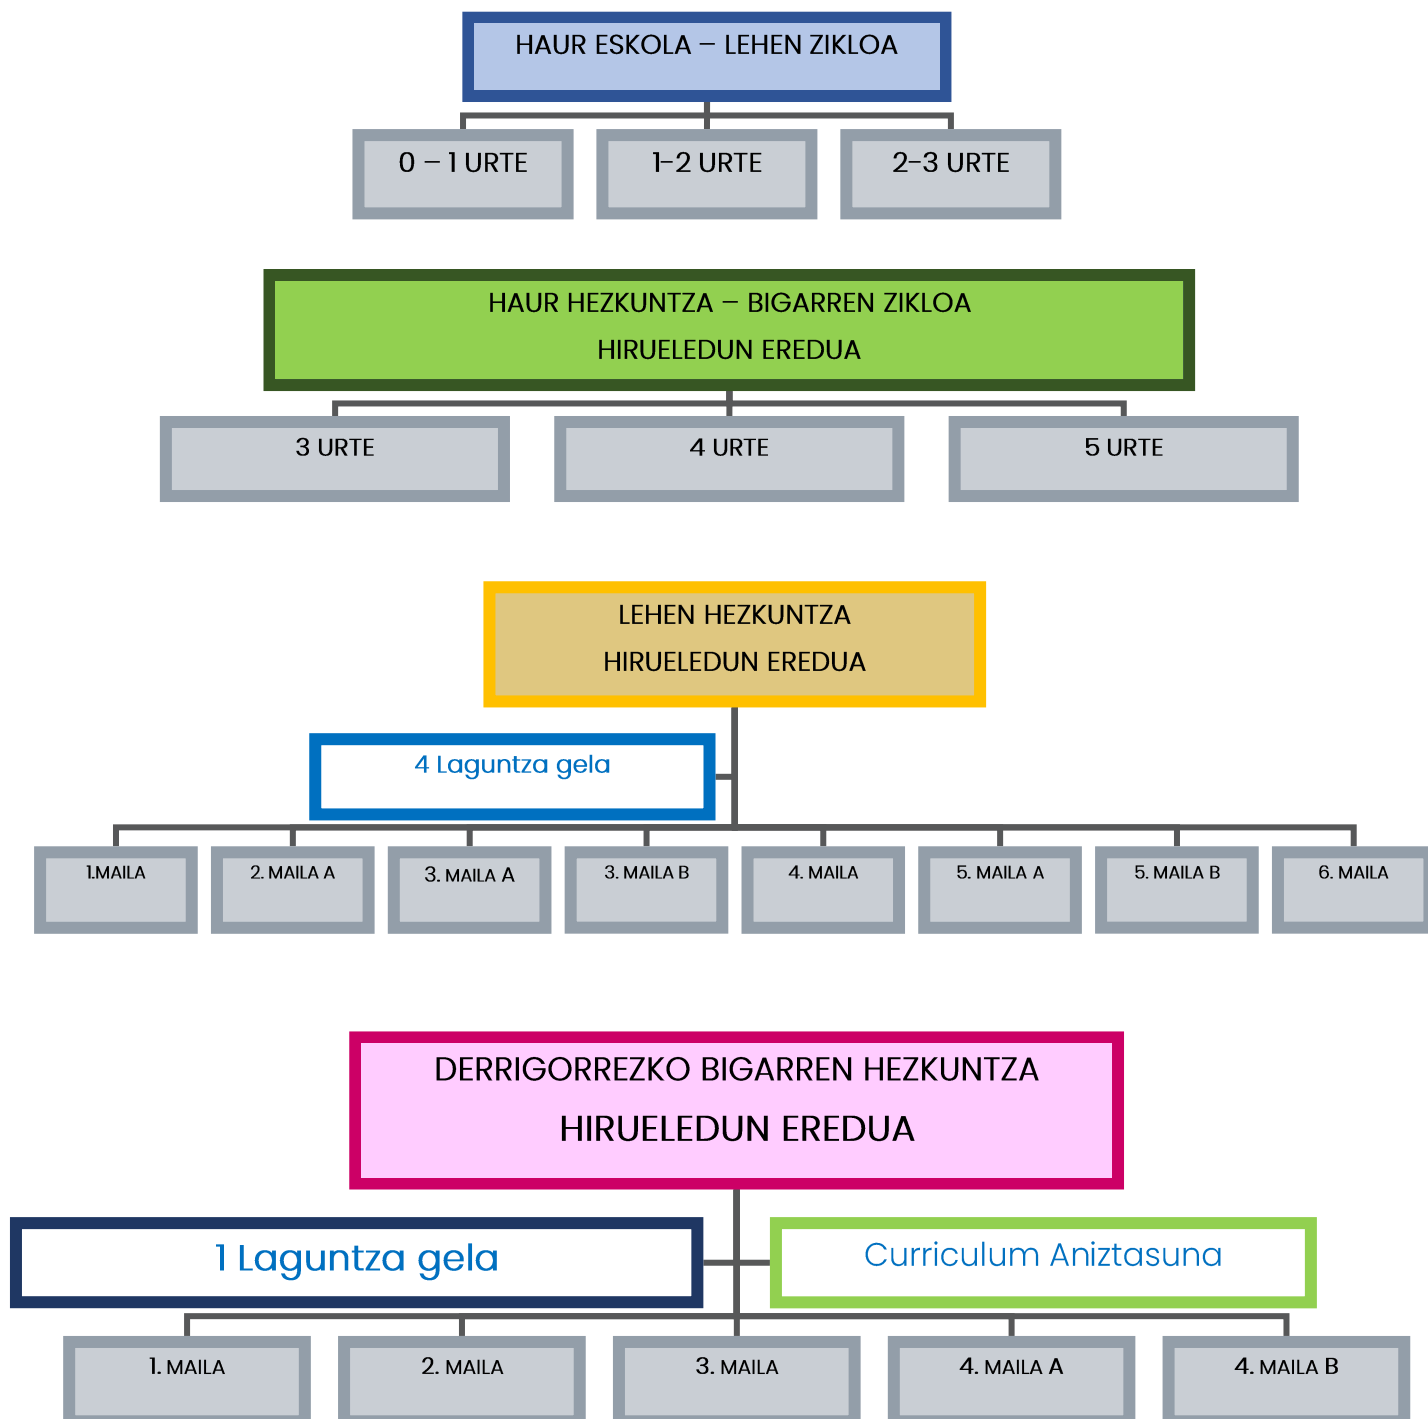 HAUR ESKOLA – LEHEN ZIKLOA
0 – 1 URTE
1-2 URTE
2-3 URTE
HAUR HEZKUNTZA – BIGARREN ZIKLOA
HIRUELEDUN EREDUA
3 URTE
4 URTE
5 URTE
LEHEN HEZKUNTZA
HIRUELEDUN EREDUA
4 Laguntza gela
1.MAILA
2. MAILA A
3. MAILA A
3. MAILA B
4. MAILA
5. MAILA A
5. MAILA B
6. MAILA
DERRIGORREZKO BIGARREN HEZKUNTZA
HIRUELEDUN EREDUA
1 Laguntza gela
Curriculum Aniztasuna
1. MAILA
2. MAILA
3. MAILA
4. MAILA A
4. MAILA B